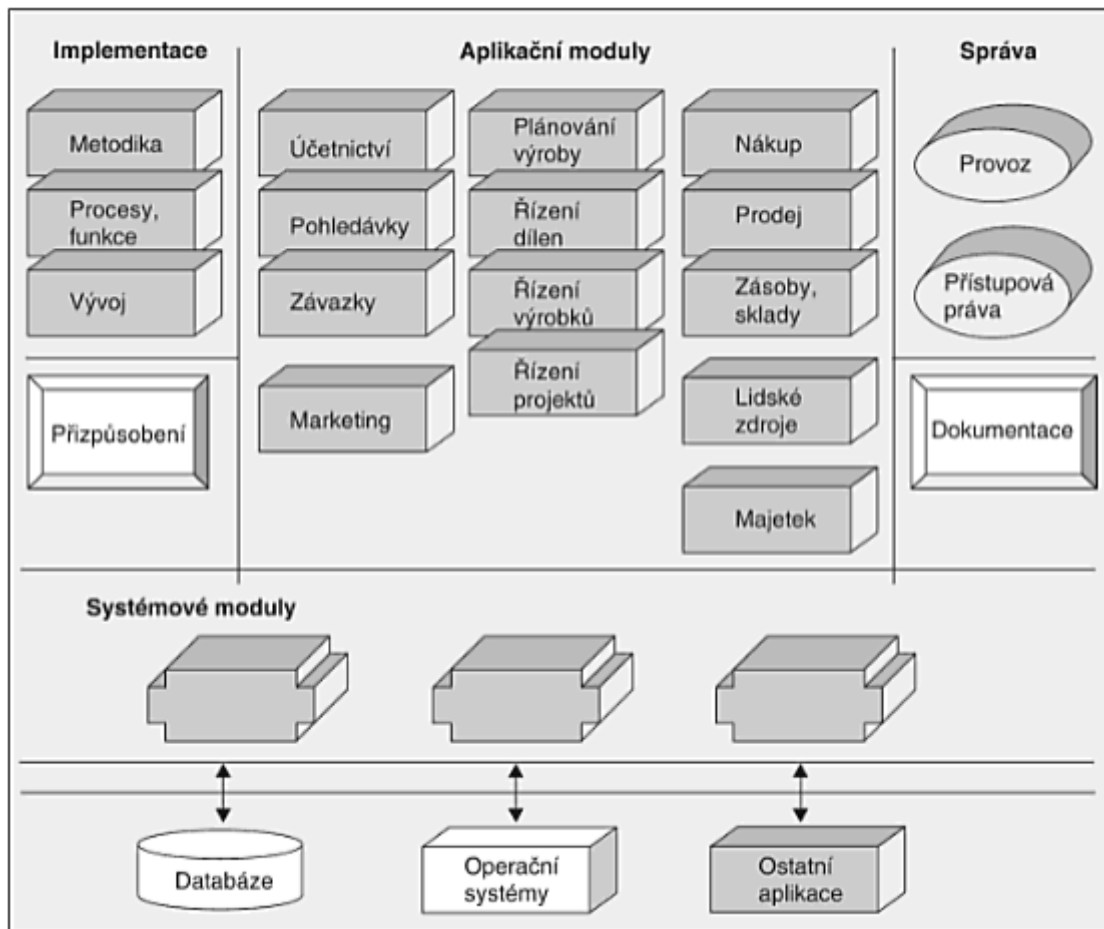 Implementace
Metodika
Procesy,
funkce
Vývoj
Přizpůsobení
Aplikační moduly
Účetnictví
Pohledávky
Závazky
Marketing
Plánování
výroby
Řízení
dílen
Řízení
výrobků
Řízení
projektů
Nákup
Prodej
Zásoby,
sklady
Lidské
zdroje
Majetek
Správa
Provoz
Přístupová
práva
Dokumentace
Systémové moduly
Databáze
Operační
systémy
Ostatní
aplikace